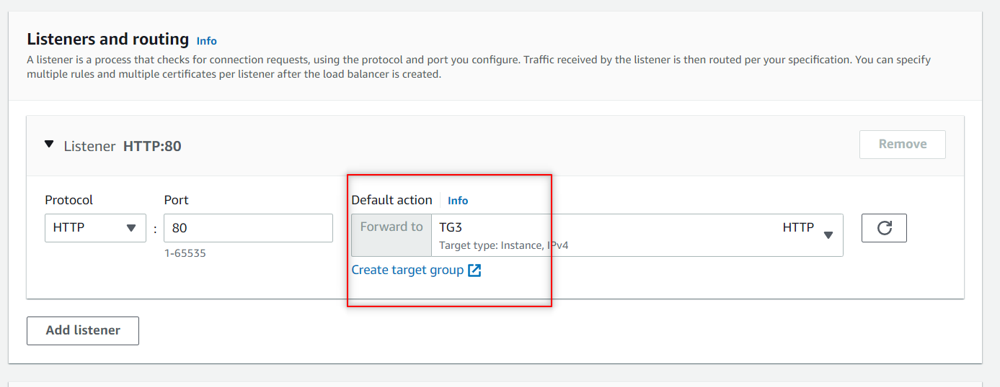 Listeners and routing Info
A listener is a process that checks for connection requests, using the protocol and port you configure. Traffic received by the listener is then routed per your specification. You can specify
multiple rules and multiple certificates per listener after the load balancer is created.
Listener HTTP:80
Remove
Protocol
Port
Default action Info
HTTP
:
80
Forward to
TG3
HTTP
Target type: Instance, IPv4
1-65535
Create target group
Add listener